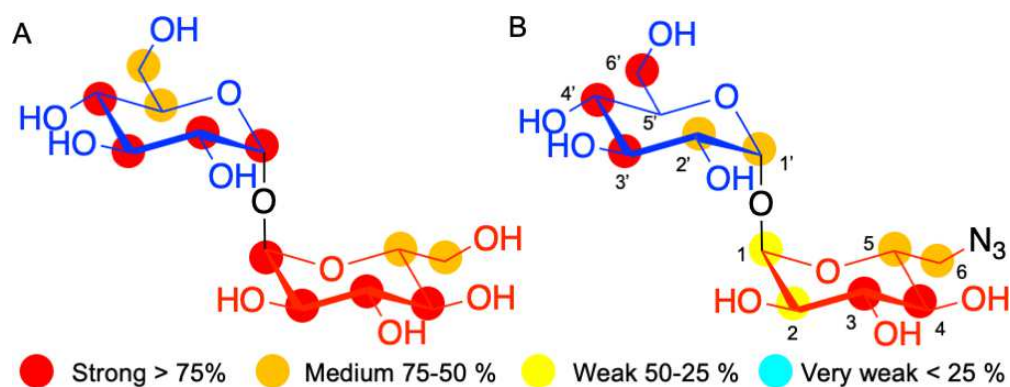 A
OH
O
HO
HO
OH
O
O
OH
HO
OH
OH
B
OH
6'
4'
O
HO
5'
HO
2'
3'
OH
1'
O
1
5
N3
O
6
HO
OH
2
3
OH
4
Strong > 75%
Medium 75-50 %
Weak 50-25 %
Very weak < 25 %